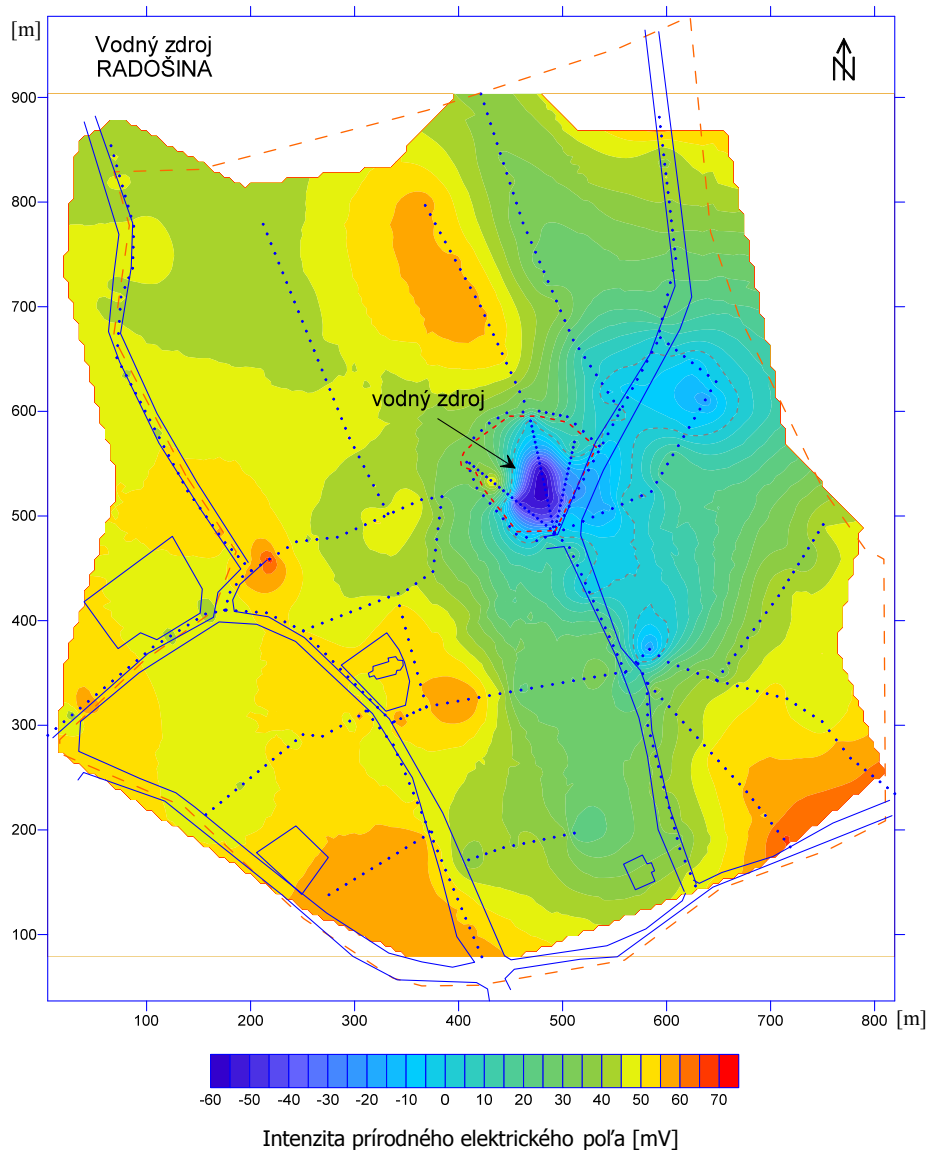 [m]
Vodný zdroj
RADOŠINA
N
900
800
700
600
vodný zdroj
500
400
300
200
100
100 200 300 400 500 600 700 800 [m]
-60 -50 -40 -30 -20 -10 0 10 20 30 40 50 60 70
Intenzita prírodného elektrického poľa [mV]